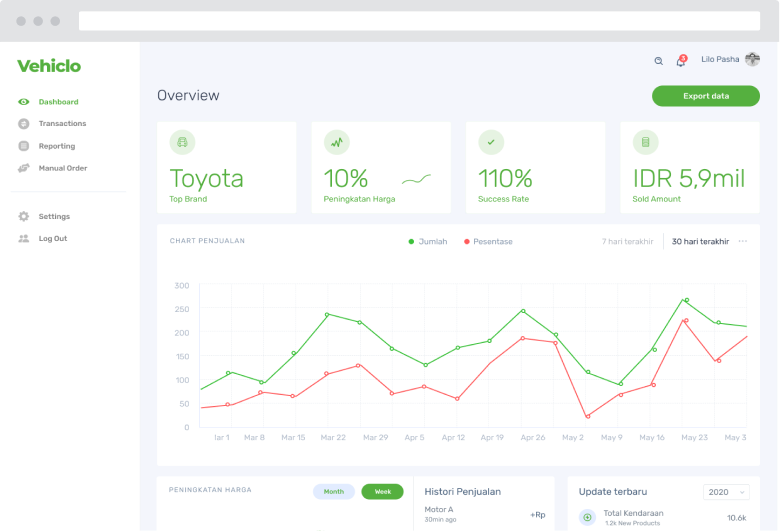 Vehiclo
Dashboard
Transactions
Reporting
Manual Order
Settings
Log Out
3
Lilo Pasha
Overview
Export data
Toyota
Top Brand
10%
Peningkatan Harga
110%
Success Rate
IDR 5,9mil
Sold Amount
CHART PENJUALAN
Jumlah
Pesentase
7 hari terakhir
30 hari terakhir
300
250
200
150
100
50
0
lar 1 Mar 8 Mar 15 Mar 22 Mar 29 Apr 5 Apr 12 Apr 19 Apr 26 May 2 May 9 May 16 May 23 May 3
PENINGKATAN HARGA
Month
Week
Histori Penjualan
Motor A
30min ago
+Rp
Update terbaru
2020
Total Kendaraan
1.2k New Products
10.6k